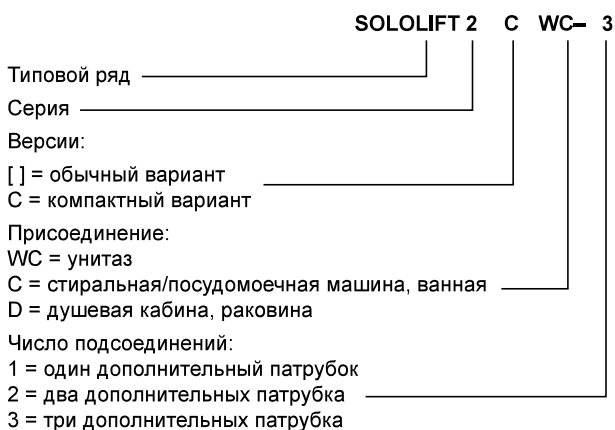 SOLOLIFT 2 C WC– 3
Типовой ряд
Серия
Версии:
[ ] = обычный вариант
C = компактный вариант
Присоединение:
WC = унитаз
C = стиральная/посудомоечная машина, ванная
D = душевая кабина, раковина
Число подсоединений:
1 = один дополнительный патрубок
2 = два дополнительных патрубка
3 = три дополнительных патрубка